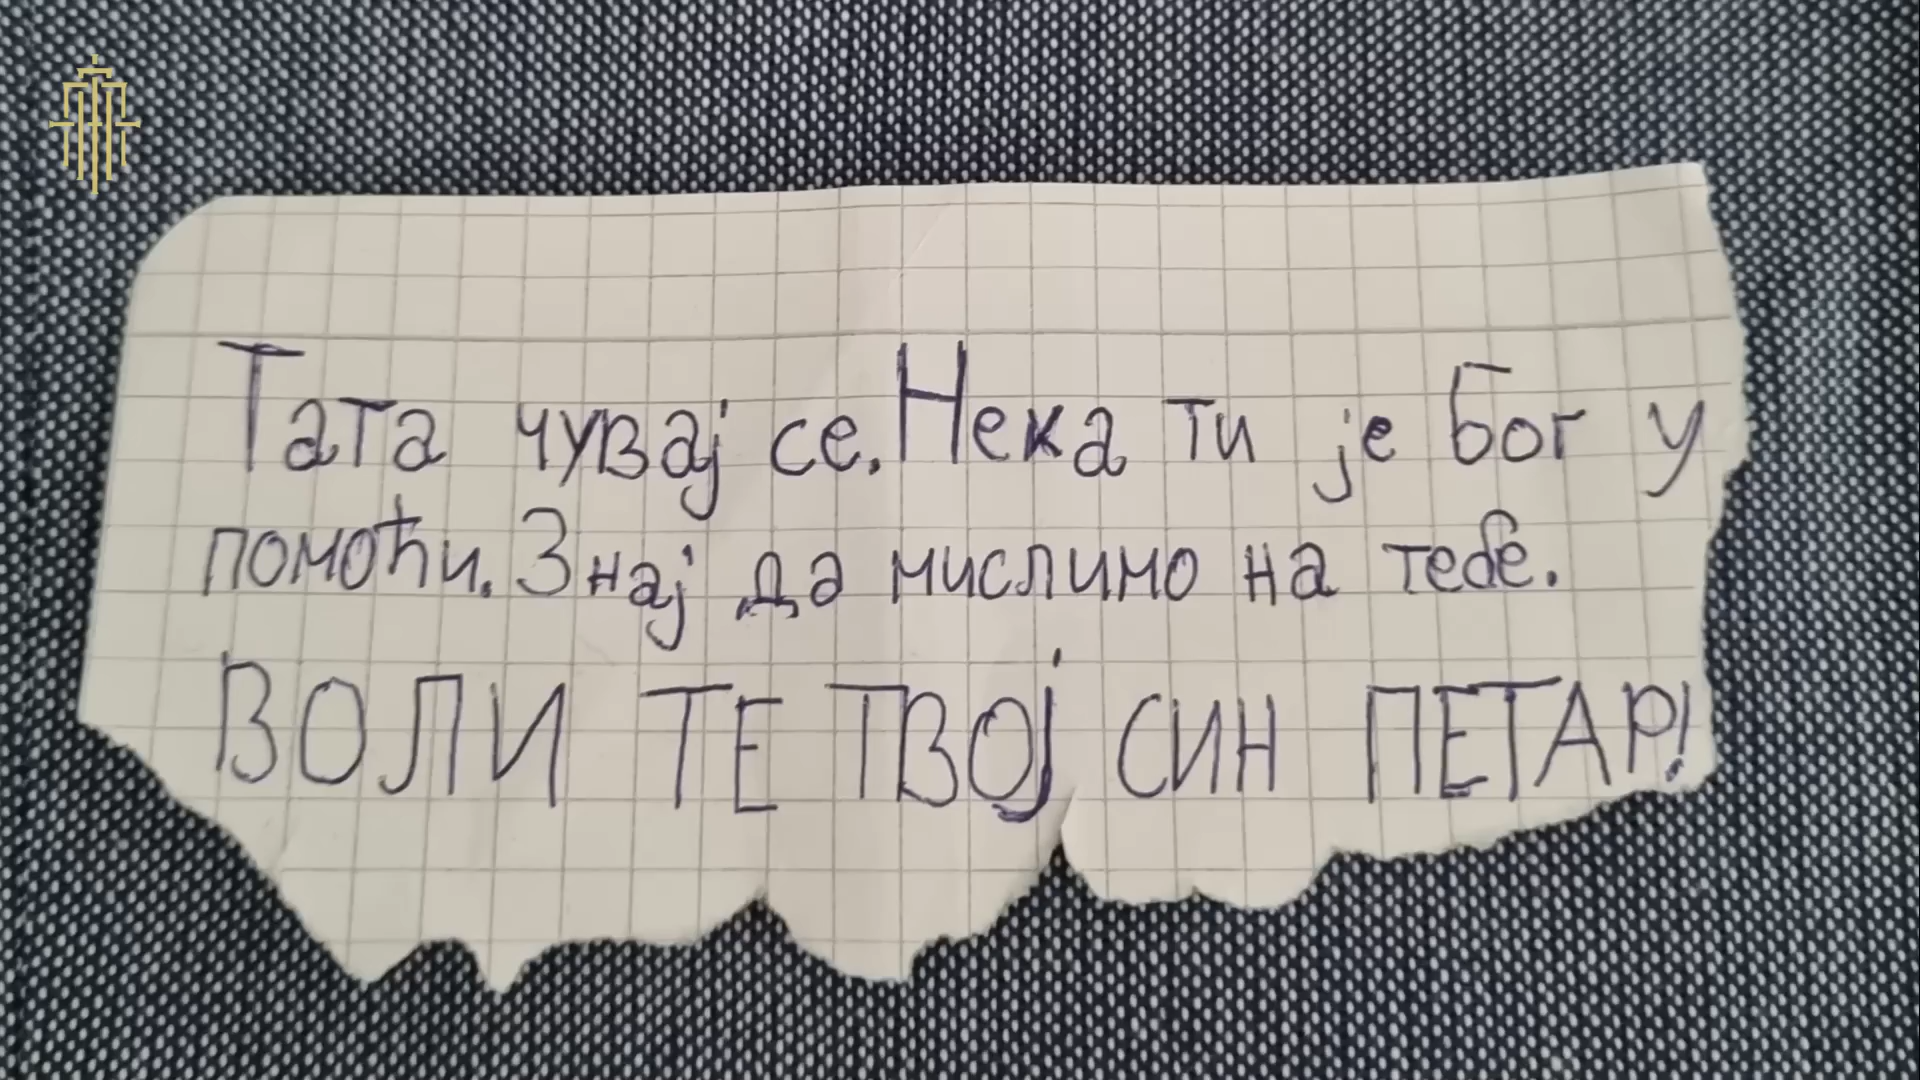 Тата чувај се. Нека ти је Бог у
помоћи. Знај да мислимо на тебе.
ВОЛИ ТЕ ТВОЈ СИН ПЕТАР!